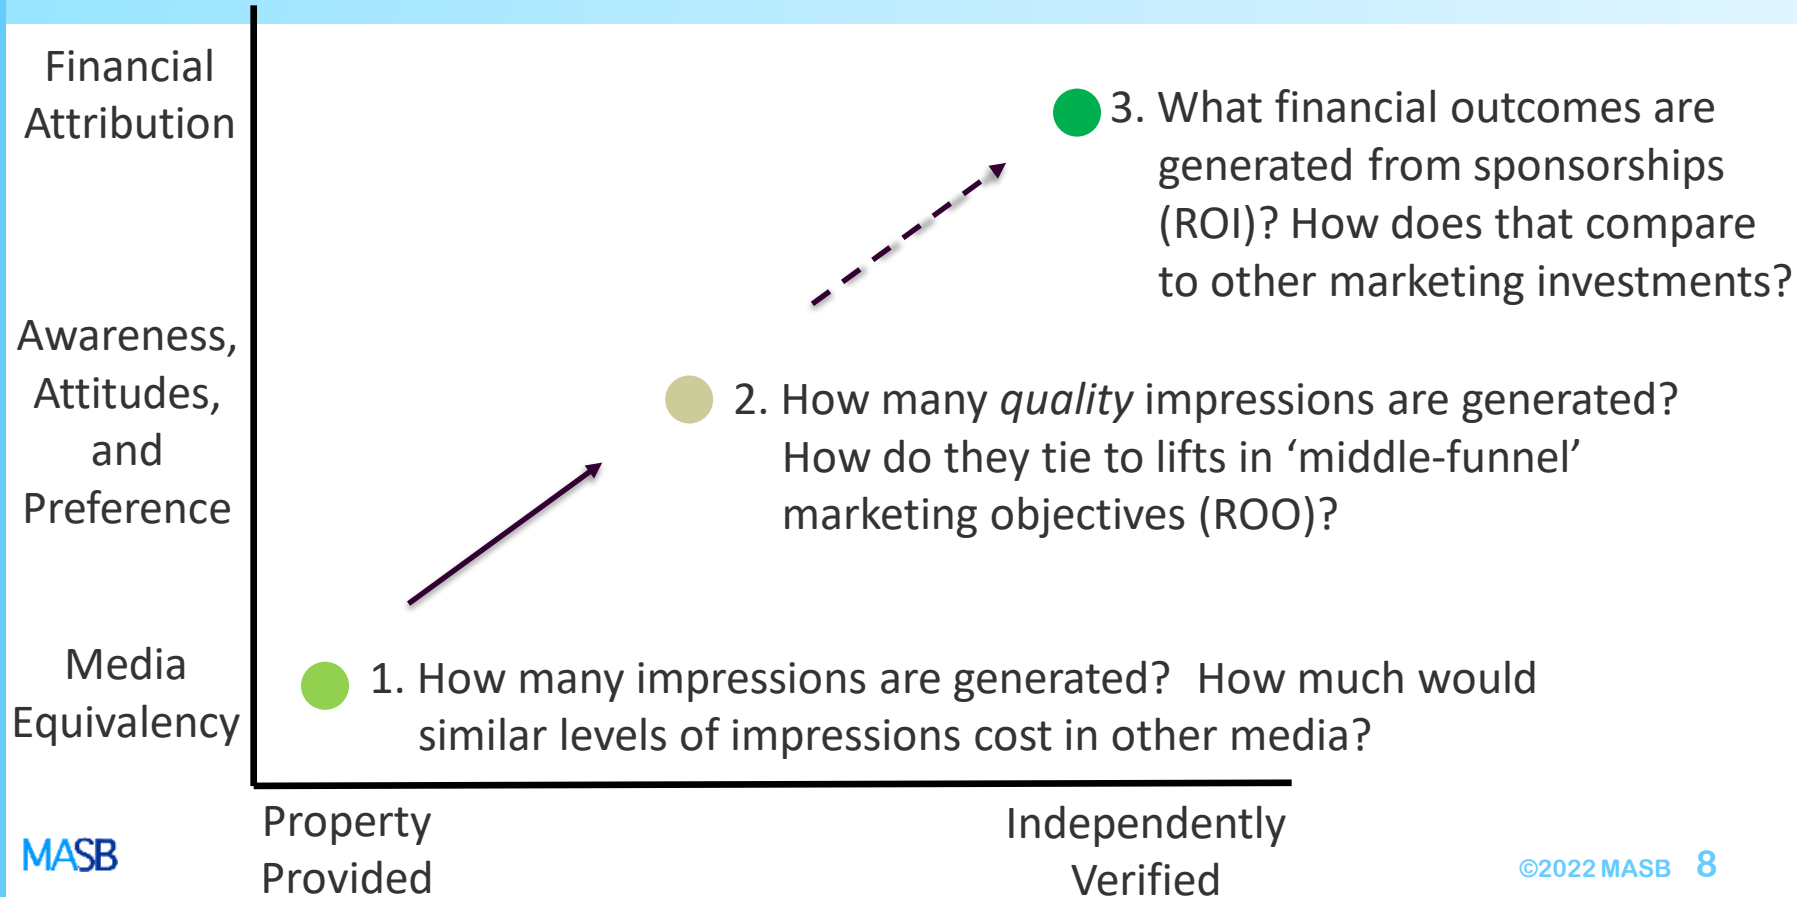 Financial
Attribution
3. What financial outcomes are
generated from sponsorships
(ROI)? How does that compare
to other marketing investments?
Awareness,
Attitudes,
and
Preference
2. How many quality impressions are generated?
How do they tie to lifts in ‘middle-funnel’
marketing objectives (ROO)?
Media
Equivalency
1. How many impressions are generated?  How much would
similar levels of impressions cost in other media?
Property
Provided
Independently
Verified
MASB
©2022 MASB 8